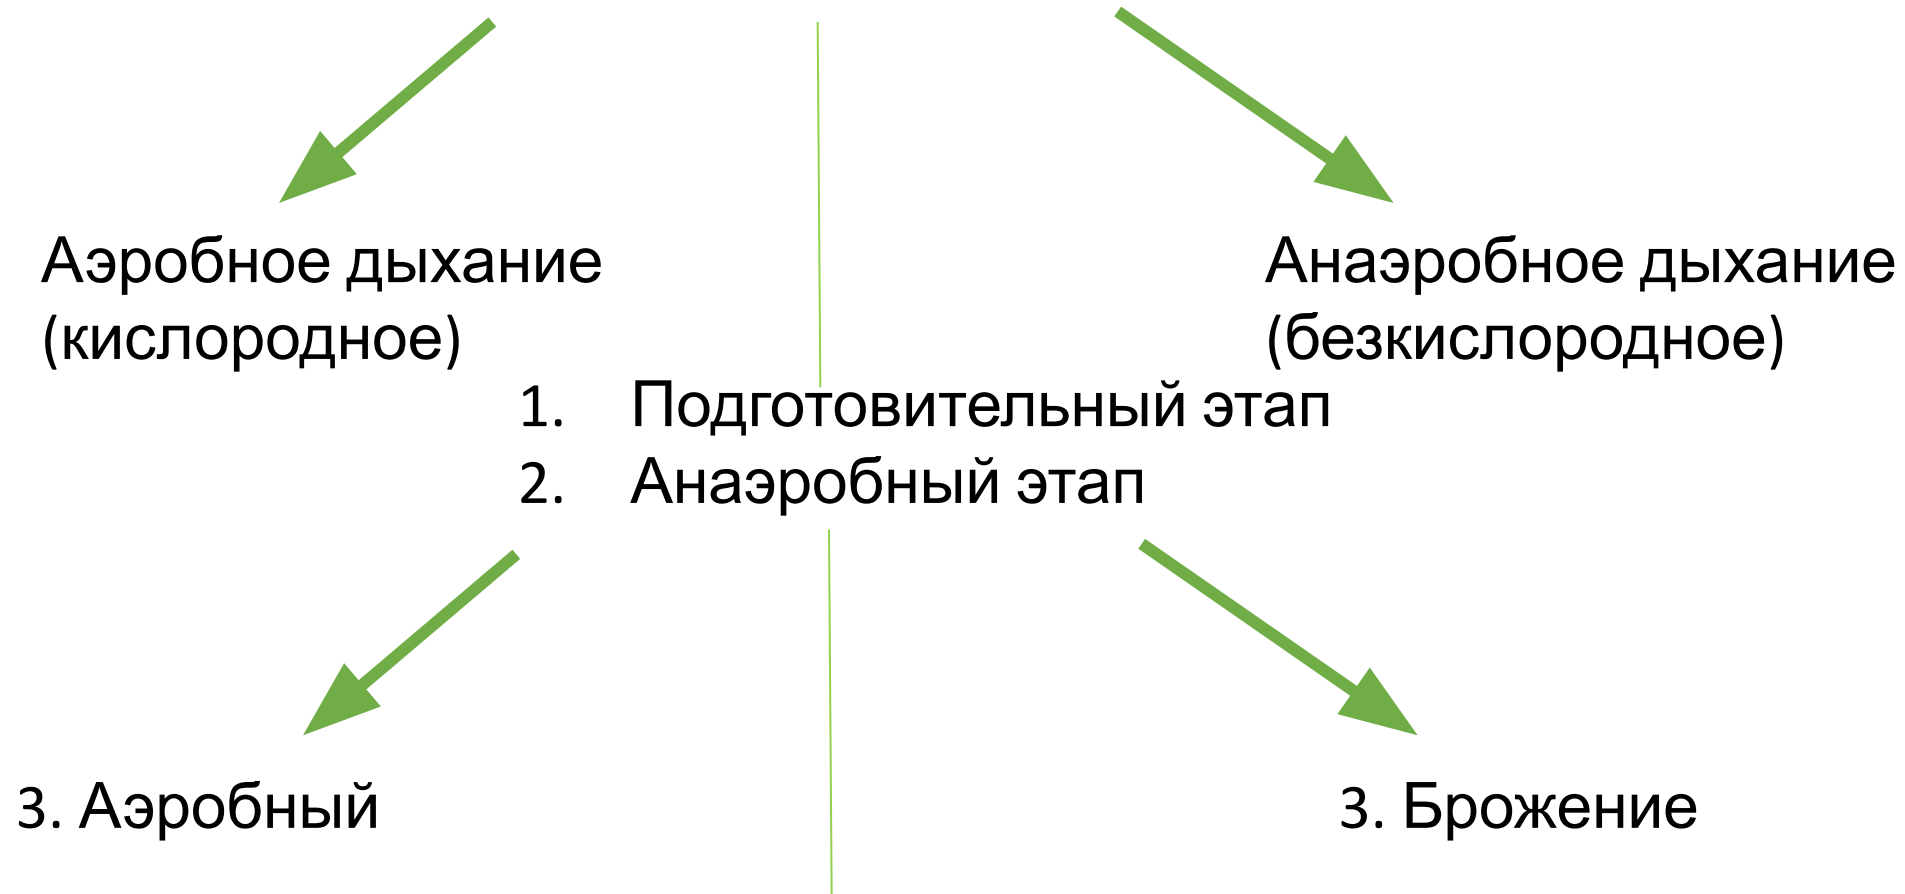 Аэробное дыхание
(кислородное)
Анаэробное дыхание
(безкислородное)
1. Подготовительный этап
2. Анаэробный этап
3. Аэробный
3. Брожение